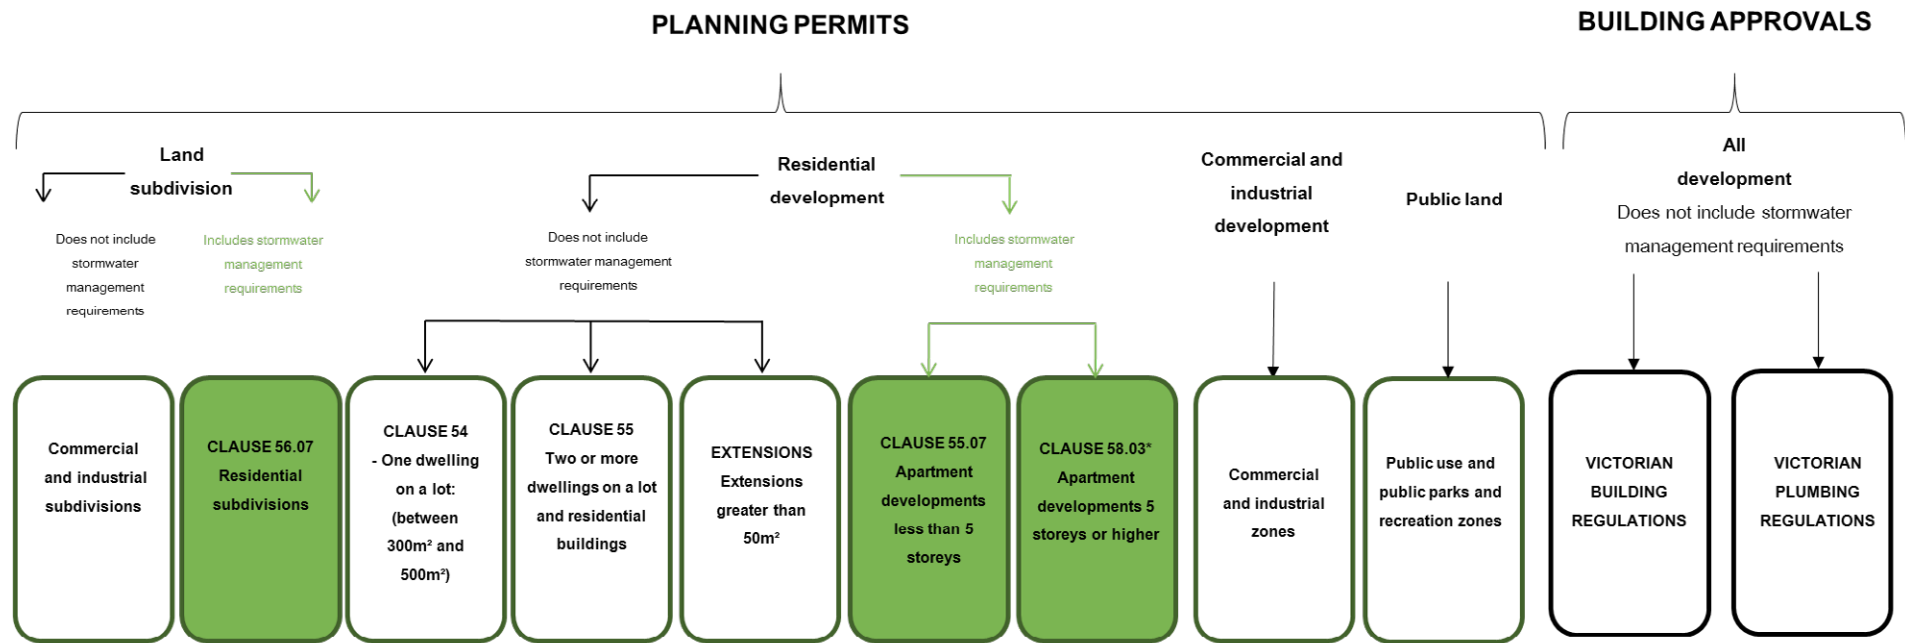 PLANNING PERMITS
BUILDING APPROVALS
Land
subdivision
Does not include
stormwater
management
requirements
Includes stormwater
management
requirements
Residential
development
Does not include
stormwater management
requirements
Includes stormwater
management
requirements
Commercial and
industrial
development
Public land
All
development
Does not include stormwater
management requirements
Commercial
and industrial
subdivisions
CLAUSE 56.07
Residential
subdivisions
CLAUSE 54
- One dwelling
on a lot:
(between
300m² and
500m²)
CLAUSE 55
Two or more
dwellings on a lot
and residential
buildings
EXTENSIONS
Extensions
greater than
50m²
CLAUSE 55.07
Apartment
developments
less than 5
storeys
CLAUSE 58.03*
Apartment
developments 5
storeys or higher
Commercial
and industrial
zones
Public use and
public parks and
recreation zones
VICTORIAN
BUILDING
REGULATIONS
VICTORIAN
PLUMBING
REGULATIONS